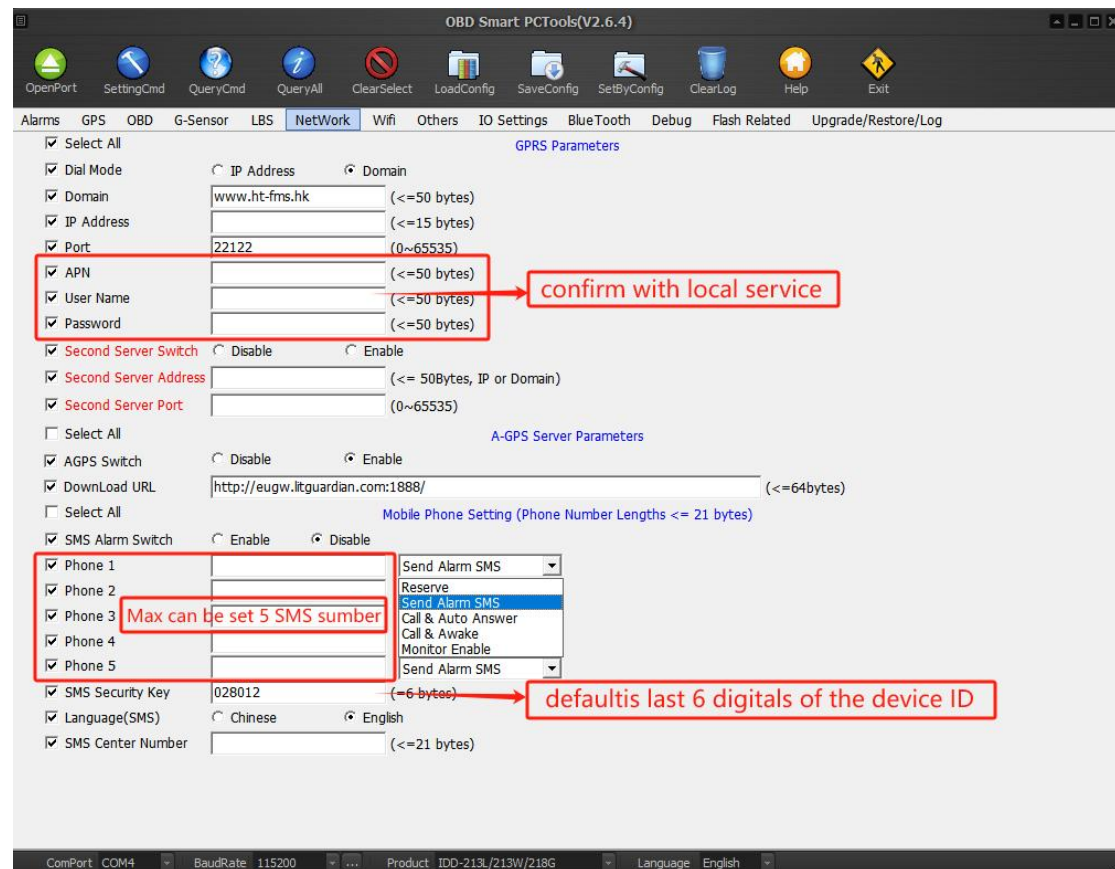 OBD Smart PCTools(V2.6.4)
OpenPort SettingCmd QueryCmd QueryAll ClearSelect LoadConfig SaveConfig SetByConfig ClearLog Help Exit
Alarms GPS OBD G-Sensor LBS NetWork Wifi Others IO Settings BlueTooth Debug Flash Related Upgrade/Restore/Log
Select All GPRS Parameters
Dial Mode IP Address Domain
Domain www.ht-fms.hk (<=50 bytes)
IP Address (<=15 bytes)
Port 22122 (0~65535)
APN (<=50 bytes)
confirm with local service
User Name (<=50 bytes)
Password (<=50 bytes)
Second Server Switch Disable Enable
Second Server Address (<= 50Bytes, IP or Domain)
Second Server Port (0~65535)
Select All A-GPS Server Parameters
AGPS Switch Disable Enable
DownLoad URL http://eugw.litguardian.com:1888/ (<=64bytes)
Select All Mobile Phone Setting (Phone Number Lengths <= 21 bytes)
SMS Alarm Switch Enable Disable
Phone 1 Send Alarm SMS
Phone 2 Reserve
Send Alarm SMS
Phone 3 Max can be set 5 SMS sumber Call & Auto Answer
Call & Awake
Phone 4 Monitor Enable
Phone 5 Send Alarm SMS
SMS Security Key 028012 (=6 bytes) defaultis last 6 digitals of the device ID
Language(SMS) Chinese English
SMS Center Number (<=21 bytes)
ComPort COM4 BaudRate 115200 ... Product IDD-213L/213W/218G Language English